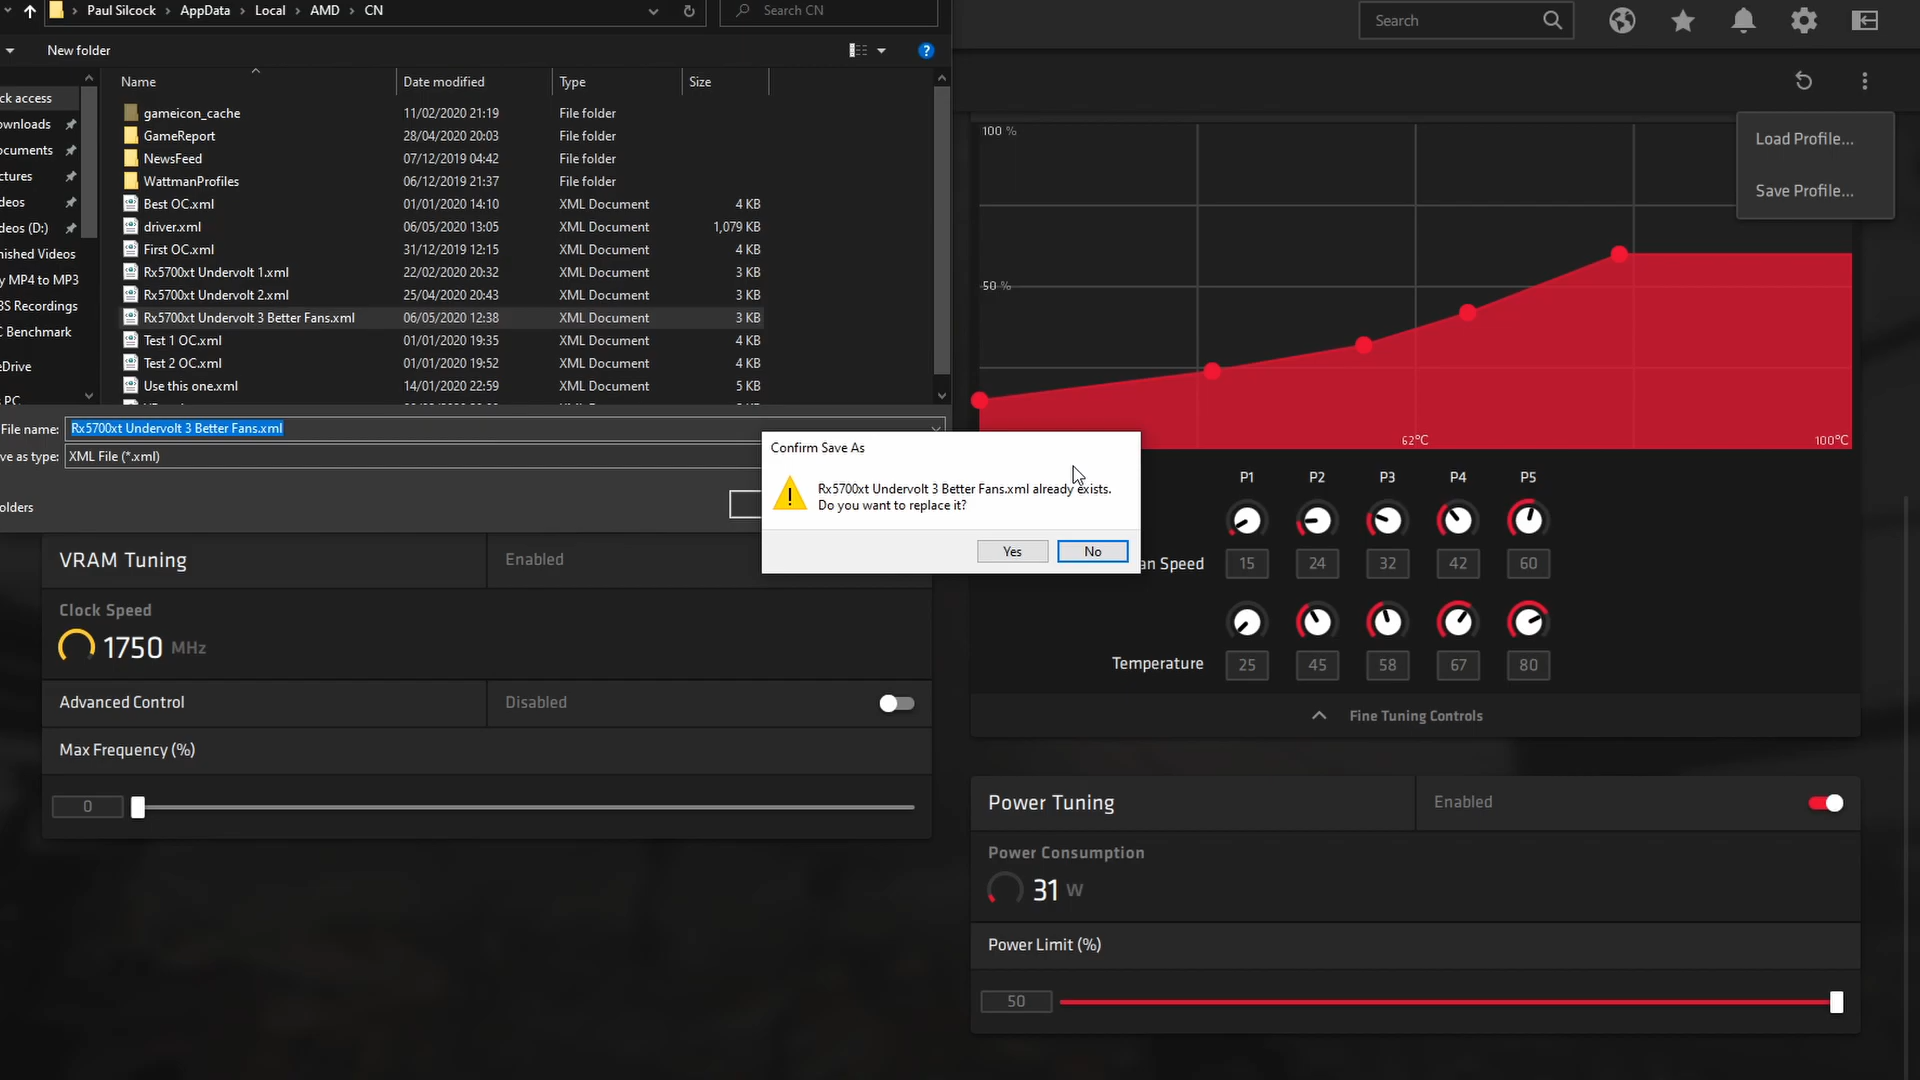 Paul Silcock > AppData > Local > AMD > CN
Search CN
Search
New folder
Name
Date modified
Type
Size
gameicon_cache 11/02/2020 21:19 File folder
GameReport 28/04/2020 20:03 File folder
NewsFeed 07/12/2019 04:42 File folder
WattmanProfiles 06/12/2019 21:37 File folder
Best OC.xml 01/01/2020 14:10 XML Document 4 KB
driver.xml 06/05/2020 13:05 XML Document 1,079 KB
First OC.xml 31/12/2019 12:15 XML Document 4 KB
Rx5700xt Undervolt 1.xml 22/02/2020 20:32 XML Document 3 KB
Rx5700xt Undervolt 2.xml 25/04/2020 20:43 XML Document 3 KB
Rx5700xt Undervolt 3 Better Fans.xml 06/05/2020 12:38 XML Document 3 KB
Test 1 OC.xml 01/01/2020 19:35 XML Document 4 KB
Test 2 OC.xml 01/01/2020 19:52 XML Document 4 KB
Use this one.xml 14/01/2020 22:59 XML Document 5 KB
ck access
ownloads
ocuments
ctures
deos
deos (D:)
nished Videos
y MP4 to MP3
BS Recordings
C Benchmark
eDrive
s PC
File name: Rx5700xt Undervolt 3 Better Fans.xml
ve as type: XML File (*.xml)
olders
Confirm Save As
Rx5700xt Undervolt 3 Better Fans.xml already exists.
Do you want to replace it?
Yes
No
Load Profile...
Save Profile...
100 %
50 %
62°C
100°C
P1 P2 P3 P4 P5
an Speed 15 24 32 42 60
Temperature 25 45 58 67 80
Fine Tuning Controls
VRAM Tuning
Enabled
Clock Speed
1750 MHz
Advanced Control
Disabled
Max Frequency (%)
0
Power Tuning
Enabled
Power Consumption
31 W
Power Limit (%)
50